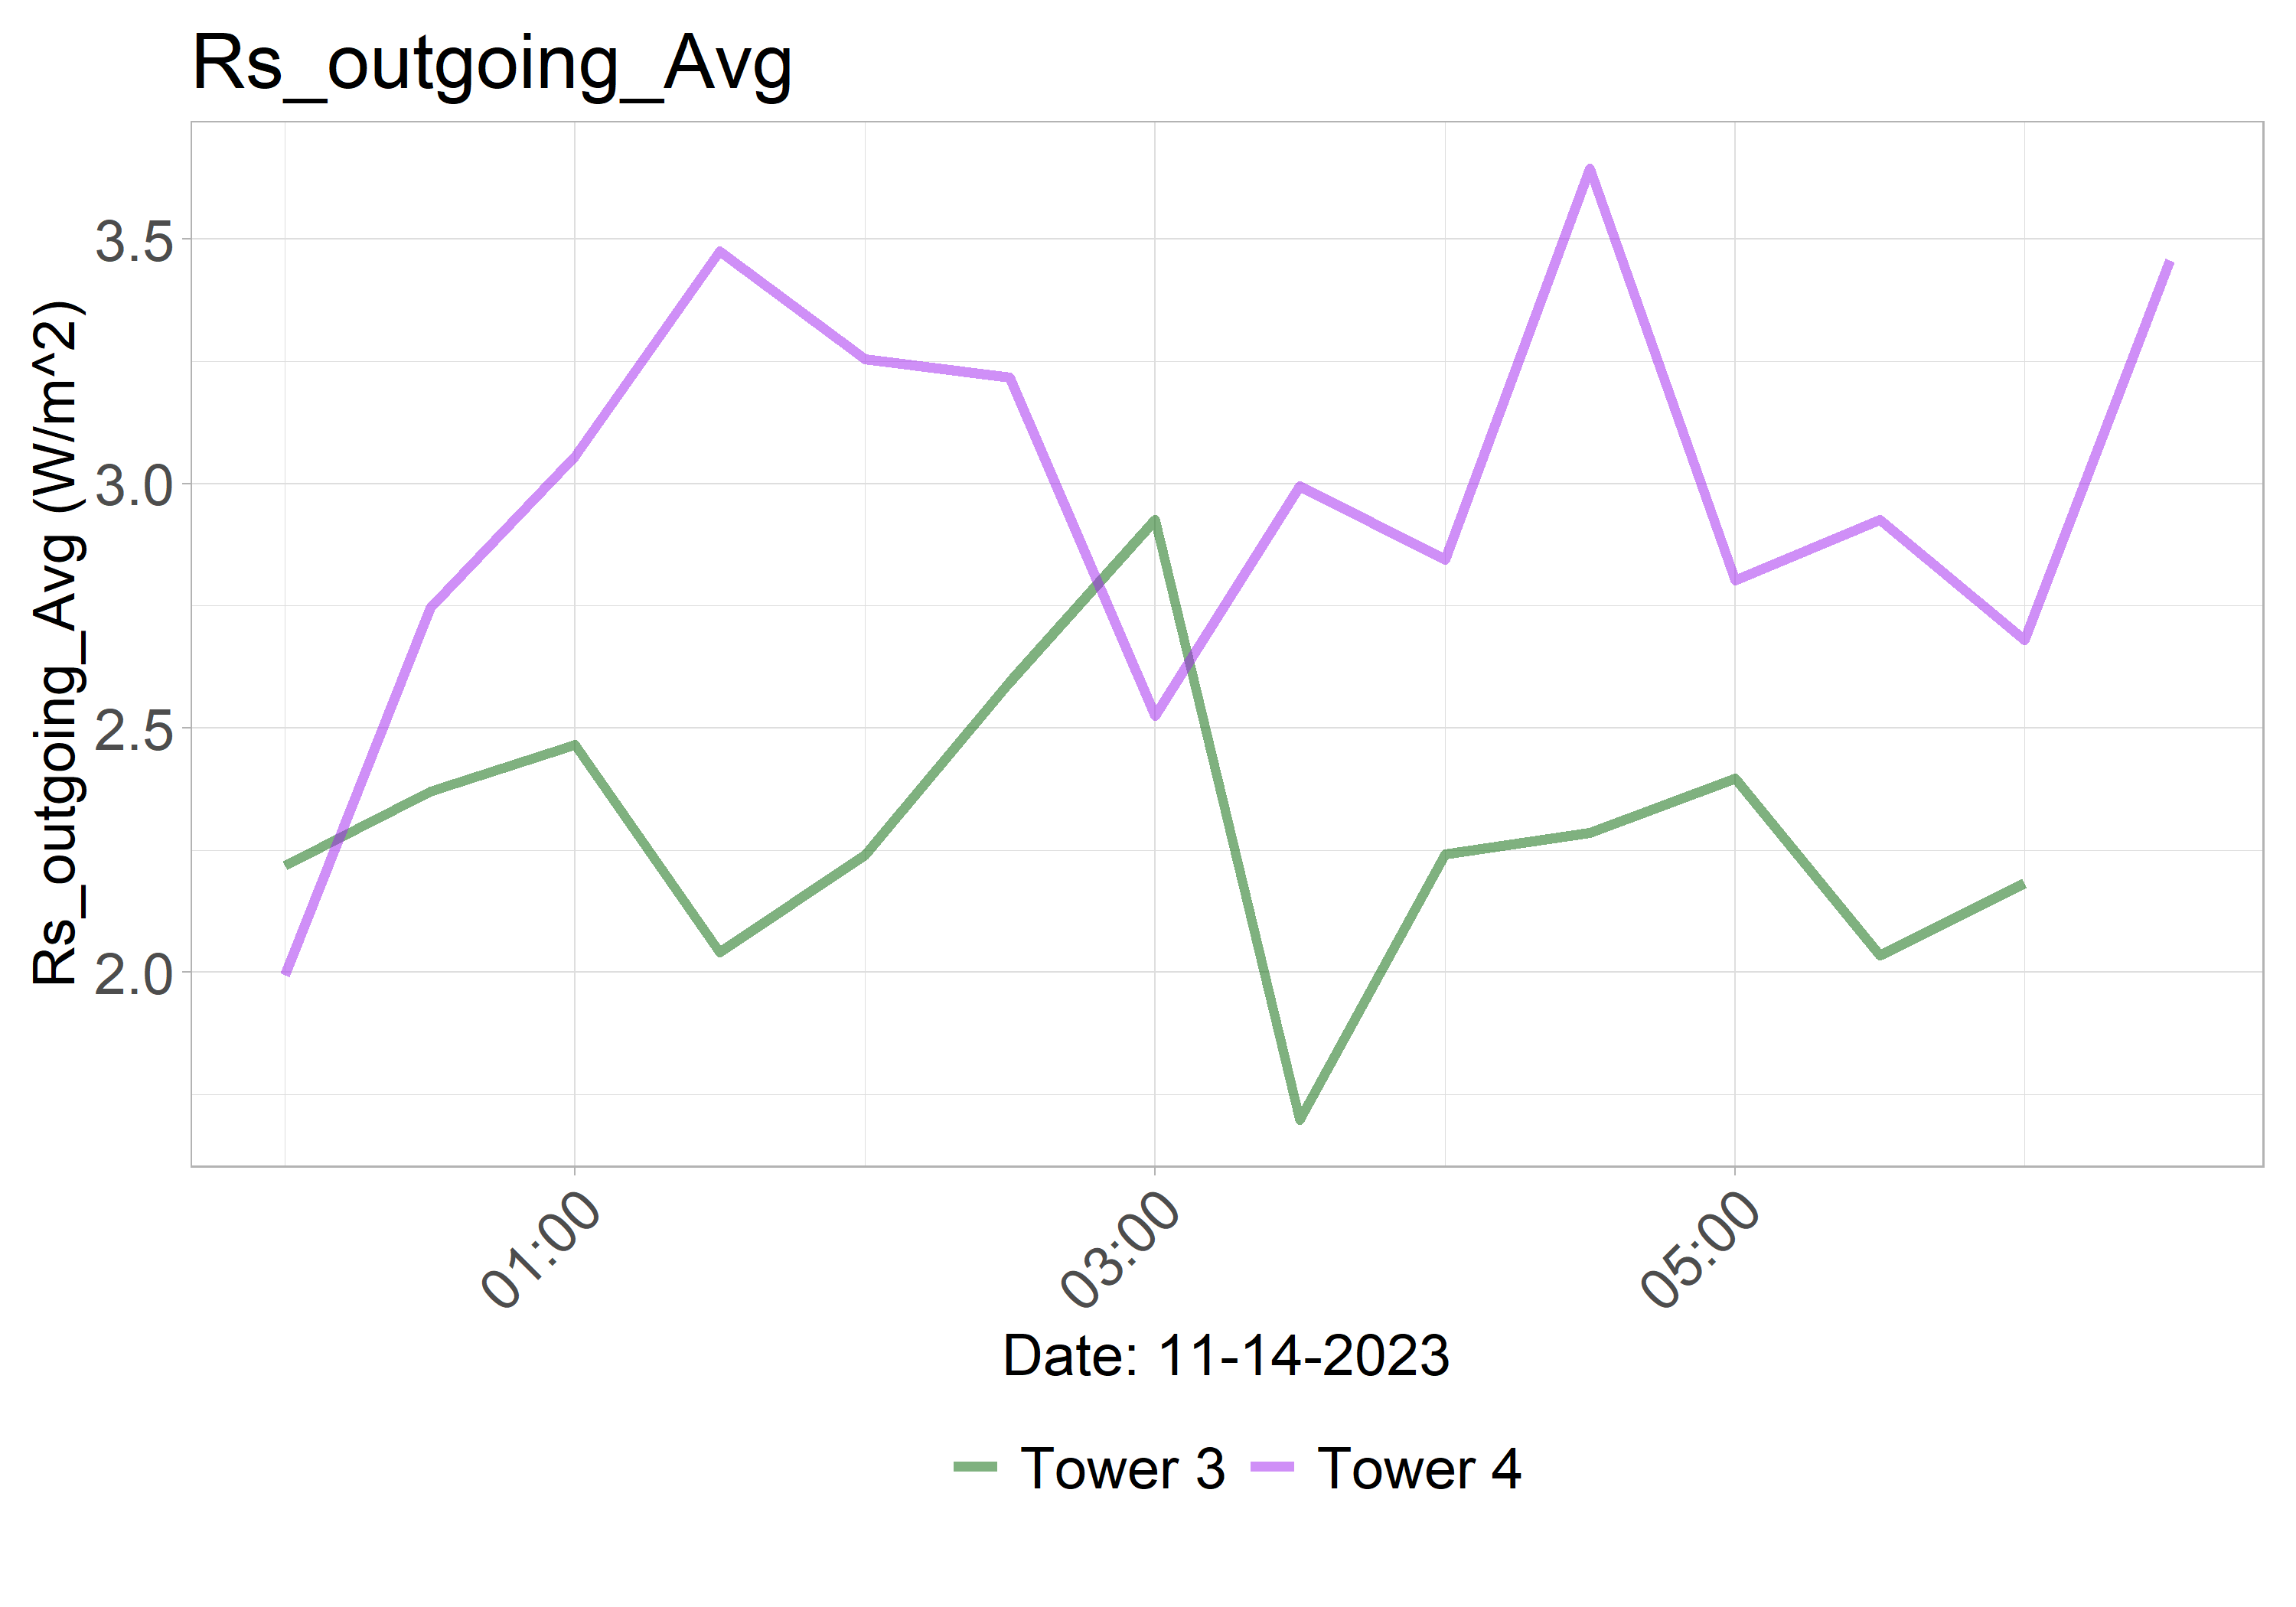 Rs_outgoing_Avg
Rs_outgoing_Avg (W/m^2)
3.5
3.0
2.5
2.0
01:00
03:00
05:00
Date: 11-14-2023
Tower 3
Tower 4